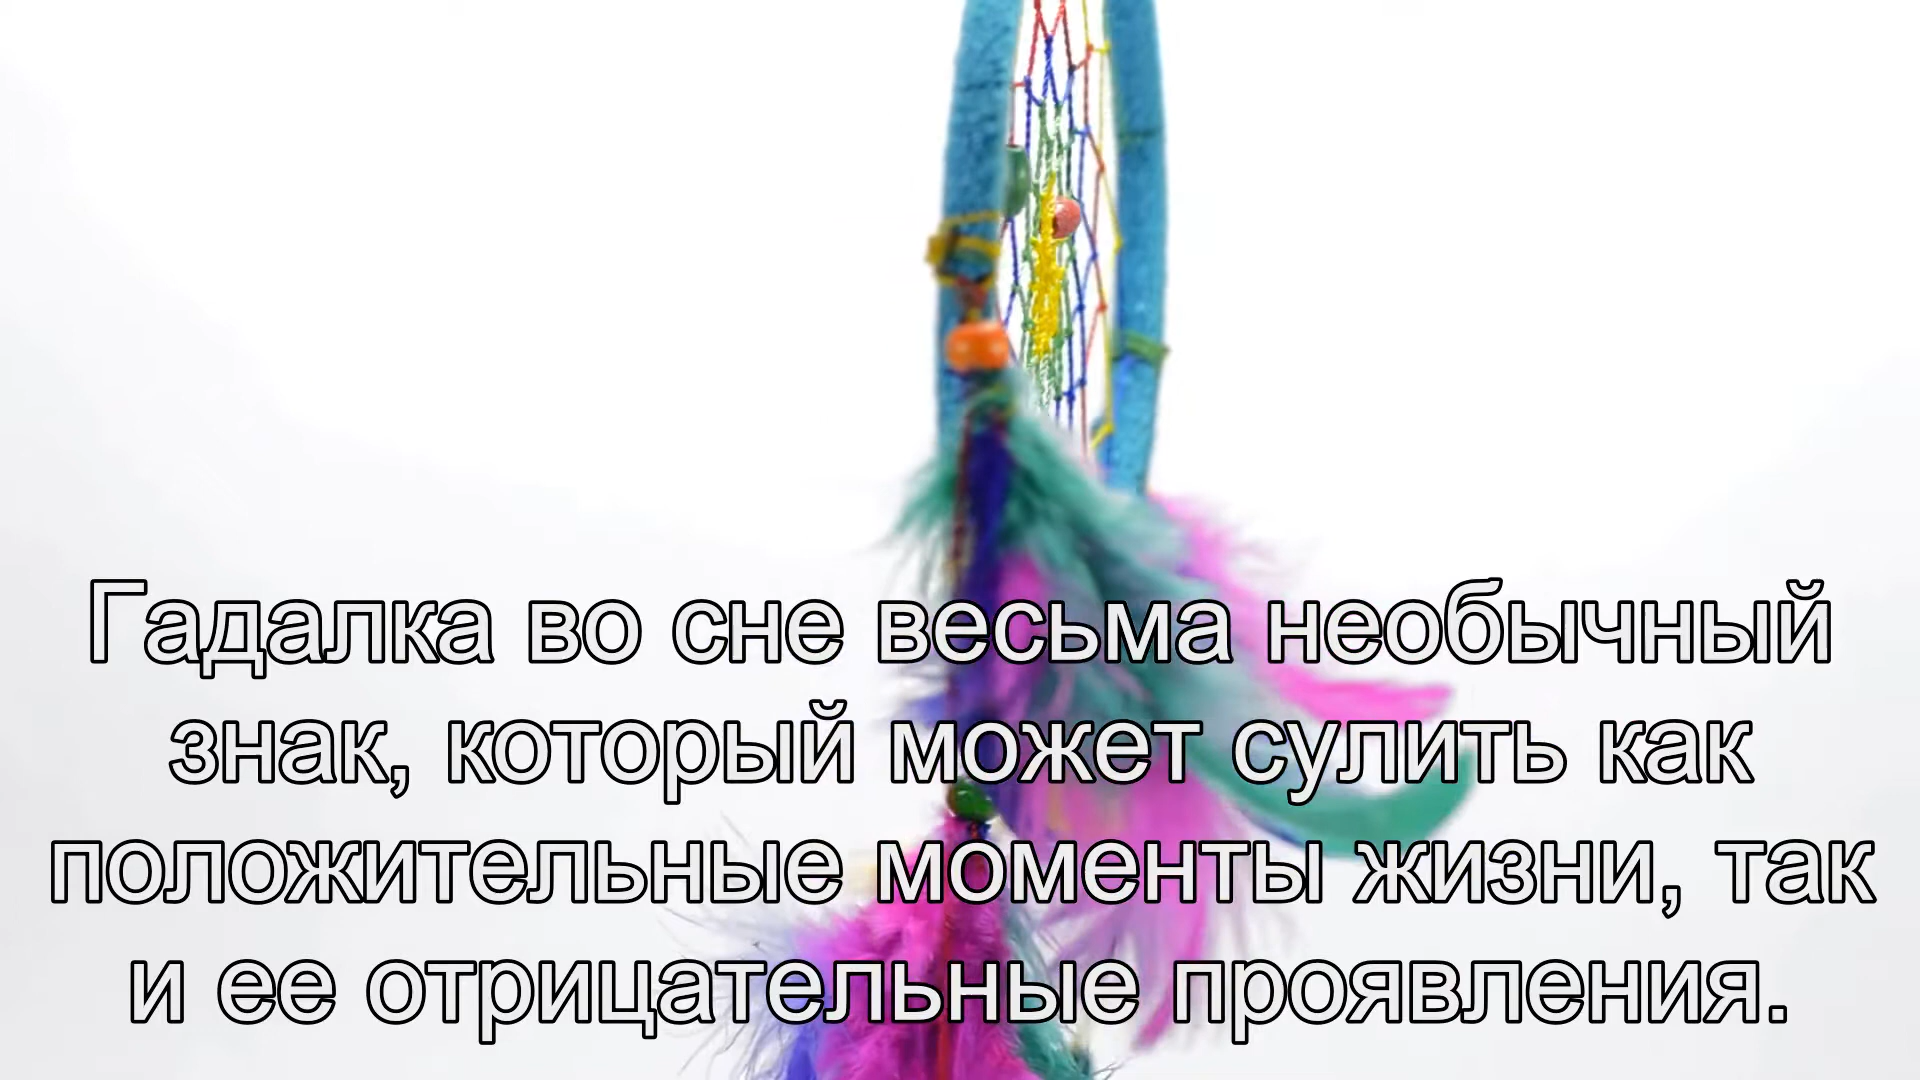 Гадалка во сне весьма необычный
знак, который может сулить как
положительные моменты жизни, так
и ее отрицательные проявления.